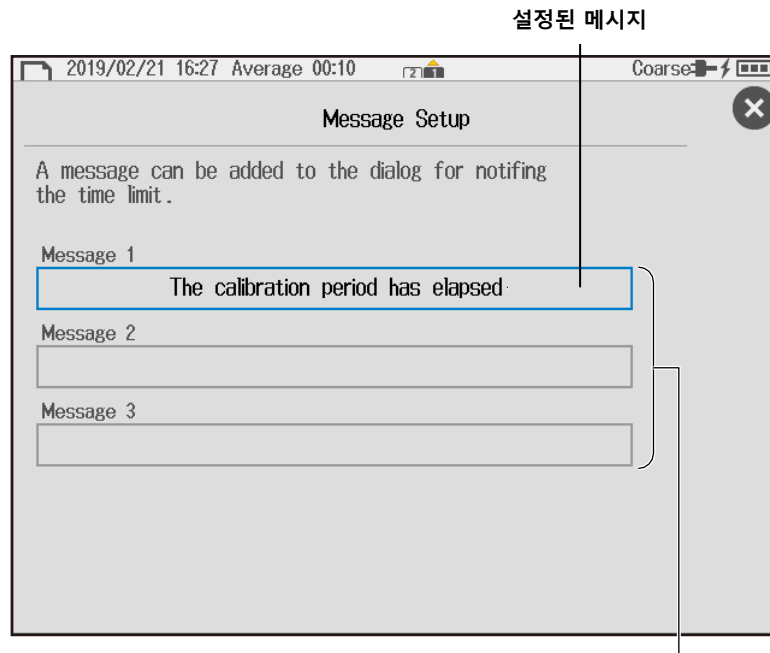 설정된 메시지
2019/02/21 16:27 Average 00:10 2 1 Coarse
Message Setup
A message can be added to the dialog for notifing
the time limit.
Message 1
The calibration period has elapsed
Message 2
Message 3